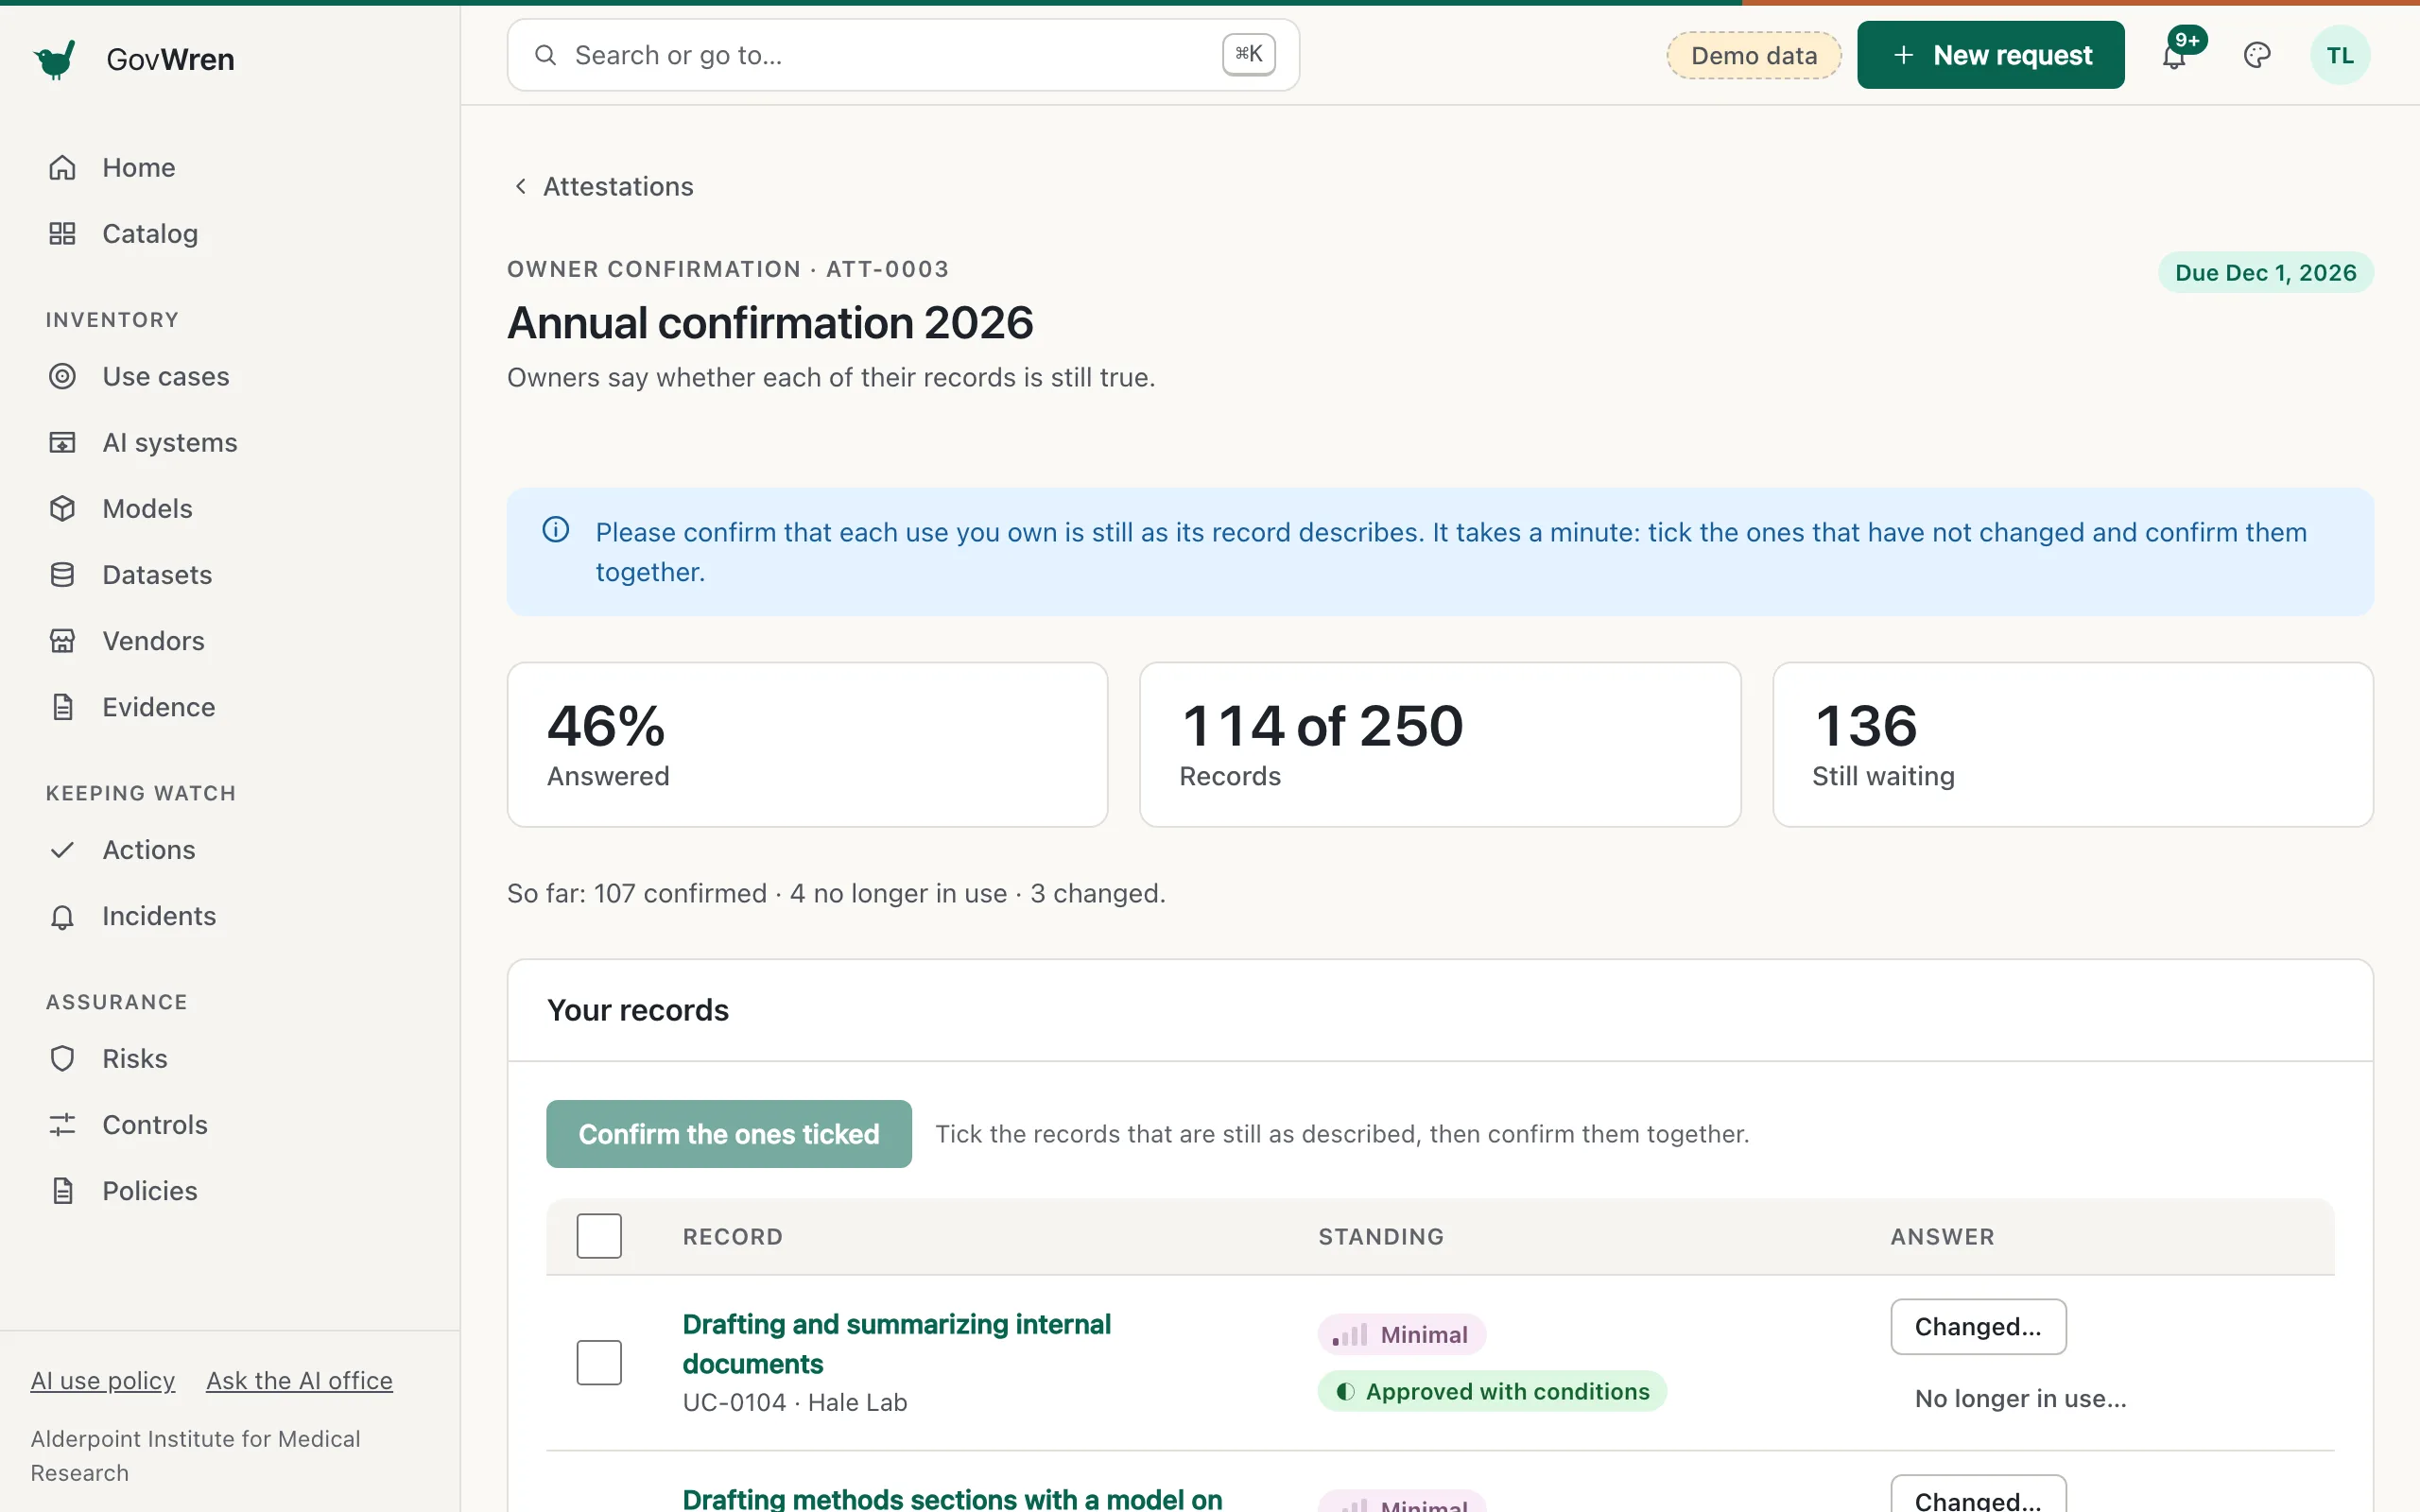 GovWren
Search or go to...
⌘K
Demo data
+ New request
9+
TL
Home
Catalog
INVENTORY
Use cases
AI systems
Models
Datasets
Vendors
Evidence
KEEPING WATCH
Actions
Incidents
ASSURANCE
Risks
Controls
Policies
AI use policy
Ask the AI office
Alderpoint Institute for Medical
Research
Attestations
OWNER CONFIRMATION · ATT-0003
Due Dec 1, 2026
Annual confirmation 2026
Owners say whether each of their records is still true.
Please confirm that each use you own is still as its record describes. It takes a minute: tick the ones that have not changed and confirm them
together.
46%
Answered
114 of 250
Records
136
Still waiting
So far: 107 confirmed · 4 no longer in use · 3 changed.
Your records
Confirm the ones ticked
Tick the records that are still as described, then confirm them together.
RECORD
STANDING
ANSWER
Drafting and summarizing internal
documents
UC-0104 · Hale Lab
Minimal
Approved with conditions
Changed...
No longer in use...
Drafting methods sections with a model on
Minimal
Changed...